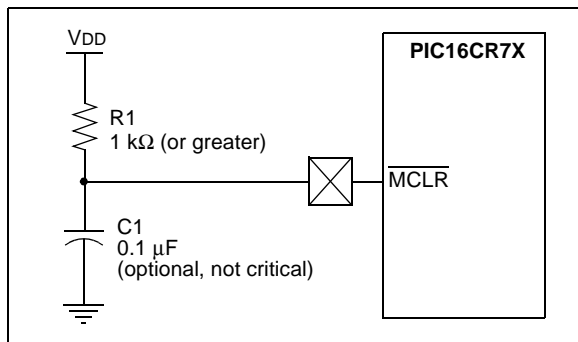 VDD
PIC16CR7X
R1
1 kΩ (or greater)
MCLR
C1
0.1 μF
(optional, not critical)